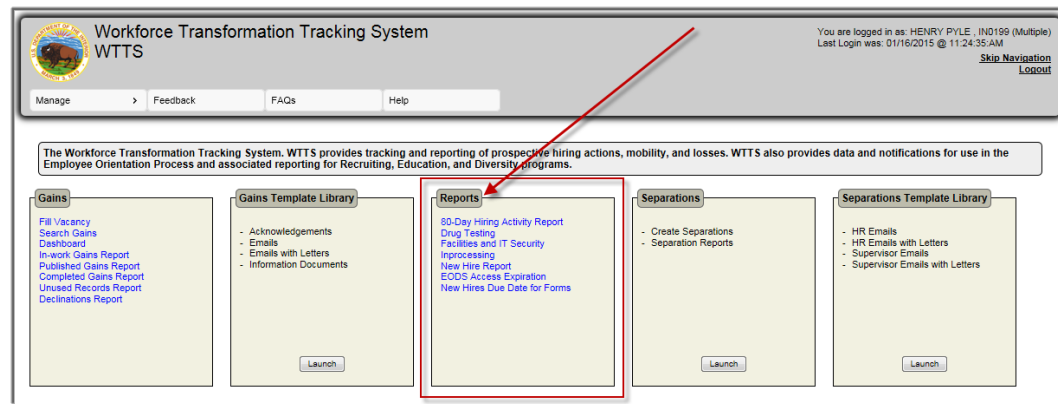 Workforce Transformation Tracking System
WTTS
You are logged in as: HENRY PYLE , IN0199 (Multiple)
Last Login was: 01/16/2015 @ 11:24:35:AM
Skip Navigation
Logout
Manage > Feedback FAQs Help
The Workforce Transformation Tracking System. WTTS provides tracking and reporting of prospective hiring actions, mobility, and losses. WTTS also provides data and notifications for use in the
Employee Orientation Process and associated reporting for Recruiting, Education, and Diversity programs.
Gains
Fill Vacancy
Search Gains
Dashboard
In-work Gains Report
Published Gains Report
Completed Gains Report
Unused Records Report
Declinations Report
Gains Template Library
- Acknowledgements
- Emails
- Emails with Letters
- Information Documents
Launch
Reports
80-Day Hiring Activity Report
Drug Testing
Facilities and IT Security
Inprocessing
New Hire Report
EODS Access Expiration
New Hires Due Date for Forms
Separations
- Create Separations
- Separation Reports
Launch
Separations Template Library
- HR Emails
- HR Emails with Letters
- Supervisor Emails
- Supervisor Emails with Letters
Launch